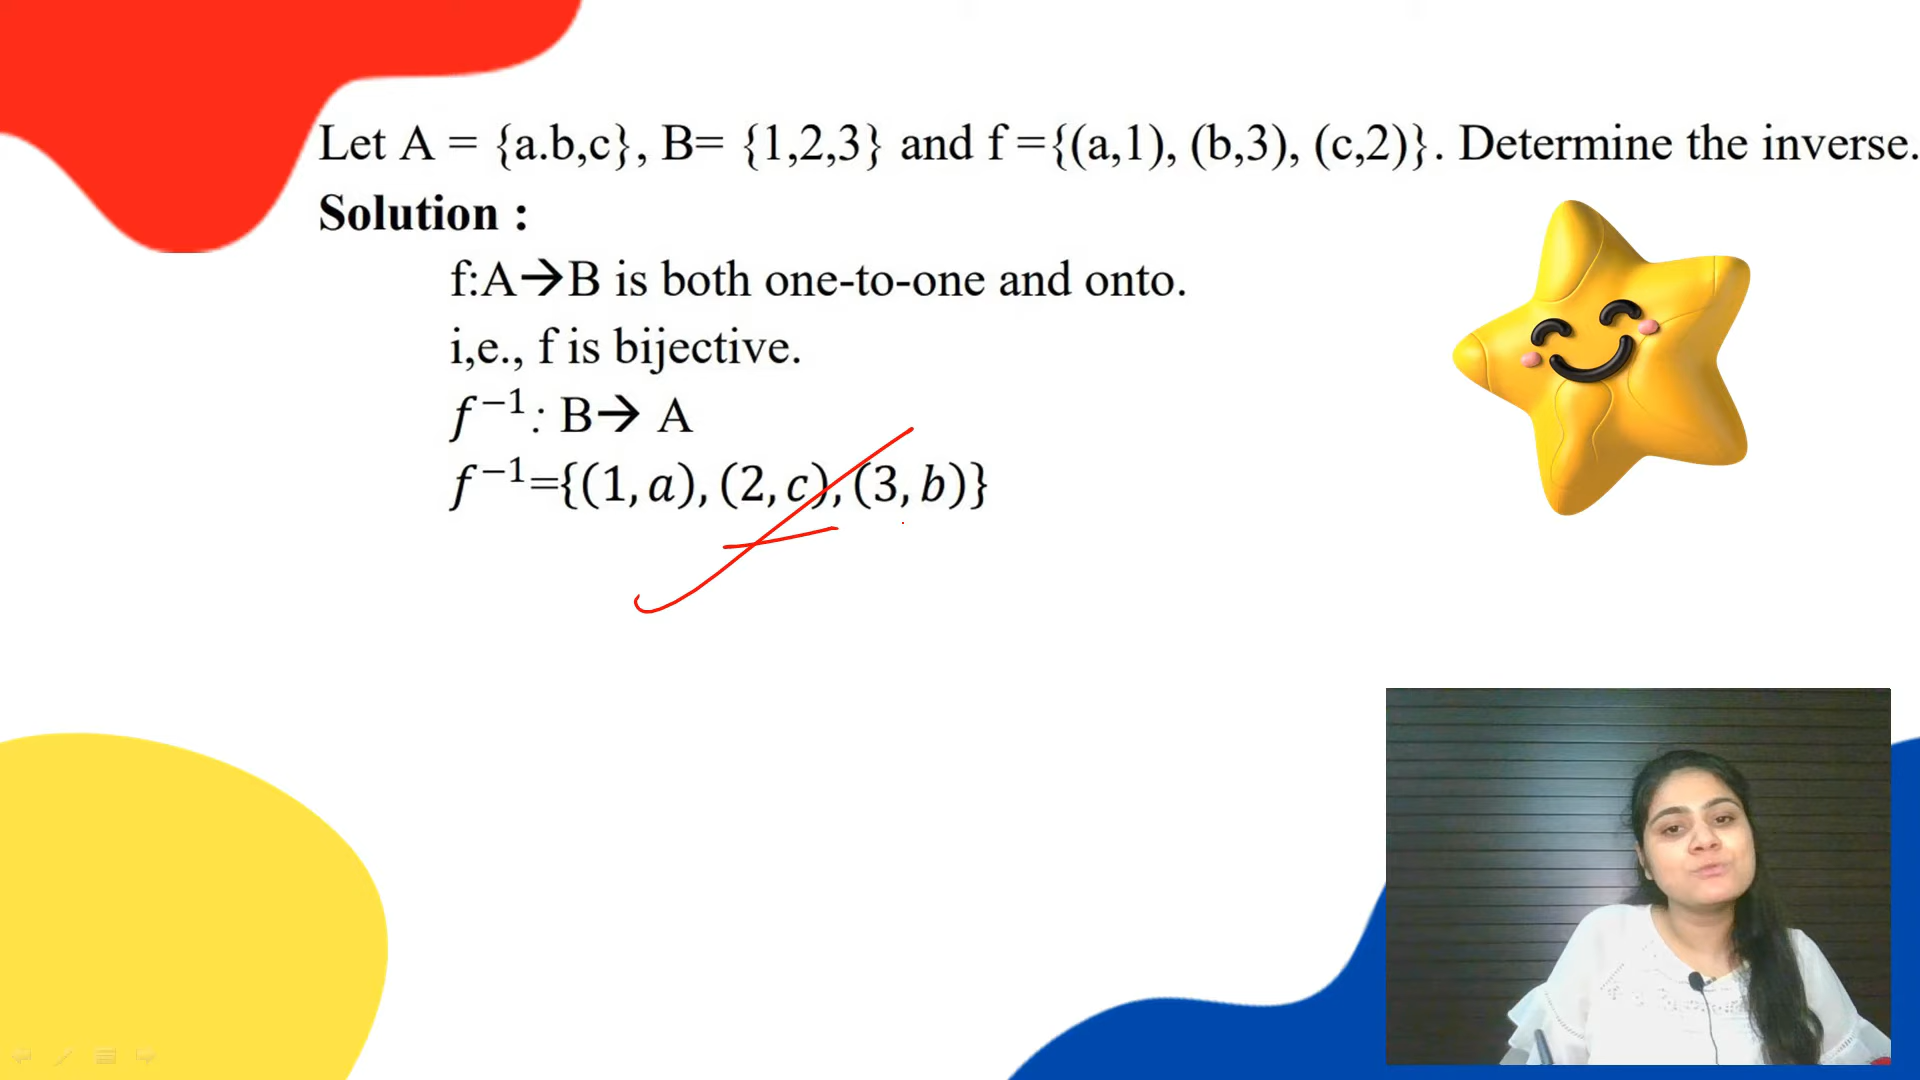 Let A = {a.b,c}, B= {1,2,3} and f ={(a,1), (b,3), (c,2)}. Determine the inverse.
Solution :
f:A→B is both one-to-one and onto.
i,e., f is bijective.
f⁻¹: B→ A
f⁻¹={(1, a), (2, c), (3, b)}